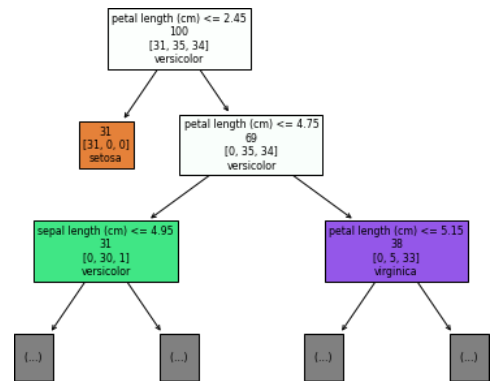 petal length (cm) <= 2.45
100
[31, 35, 34]
versicolor
31
[31, 0, 0]
setosa
petal length (cm) <= 4.75
69
[0, 35, 34]
versicolor
sepal length (cm) <= 4.95
31
[0, 30, 1]
versicolor
petal length (cm) <= 5.15
38
[0, 5, 33]
virginica
(...)
(...)
(...)
(...)